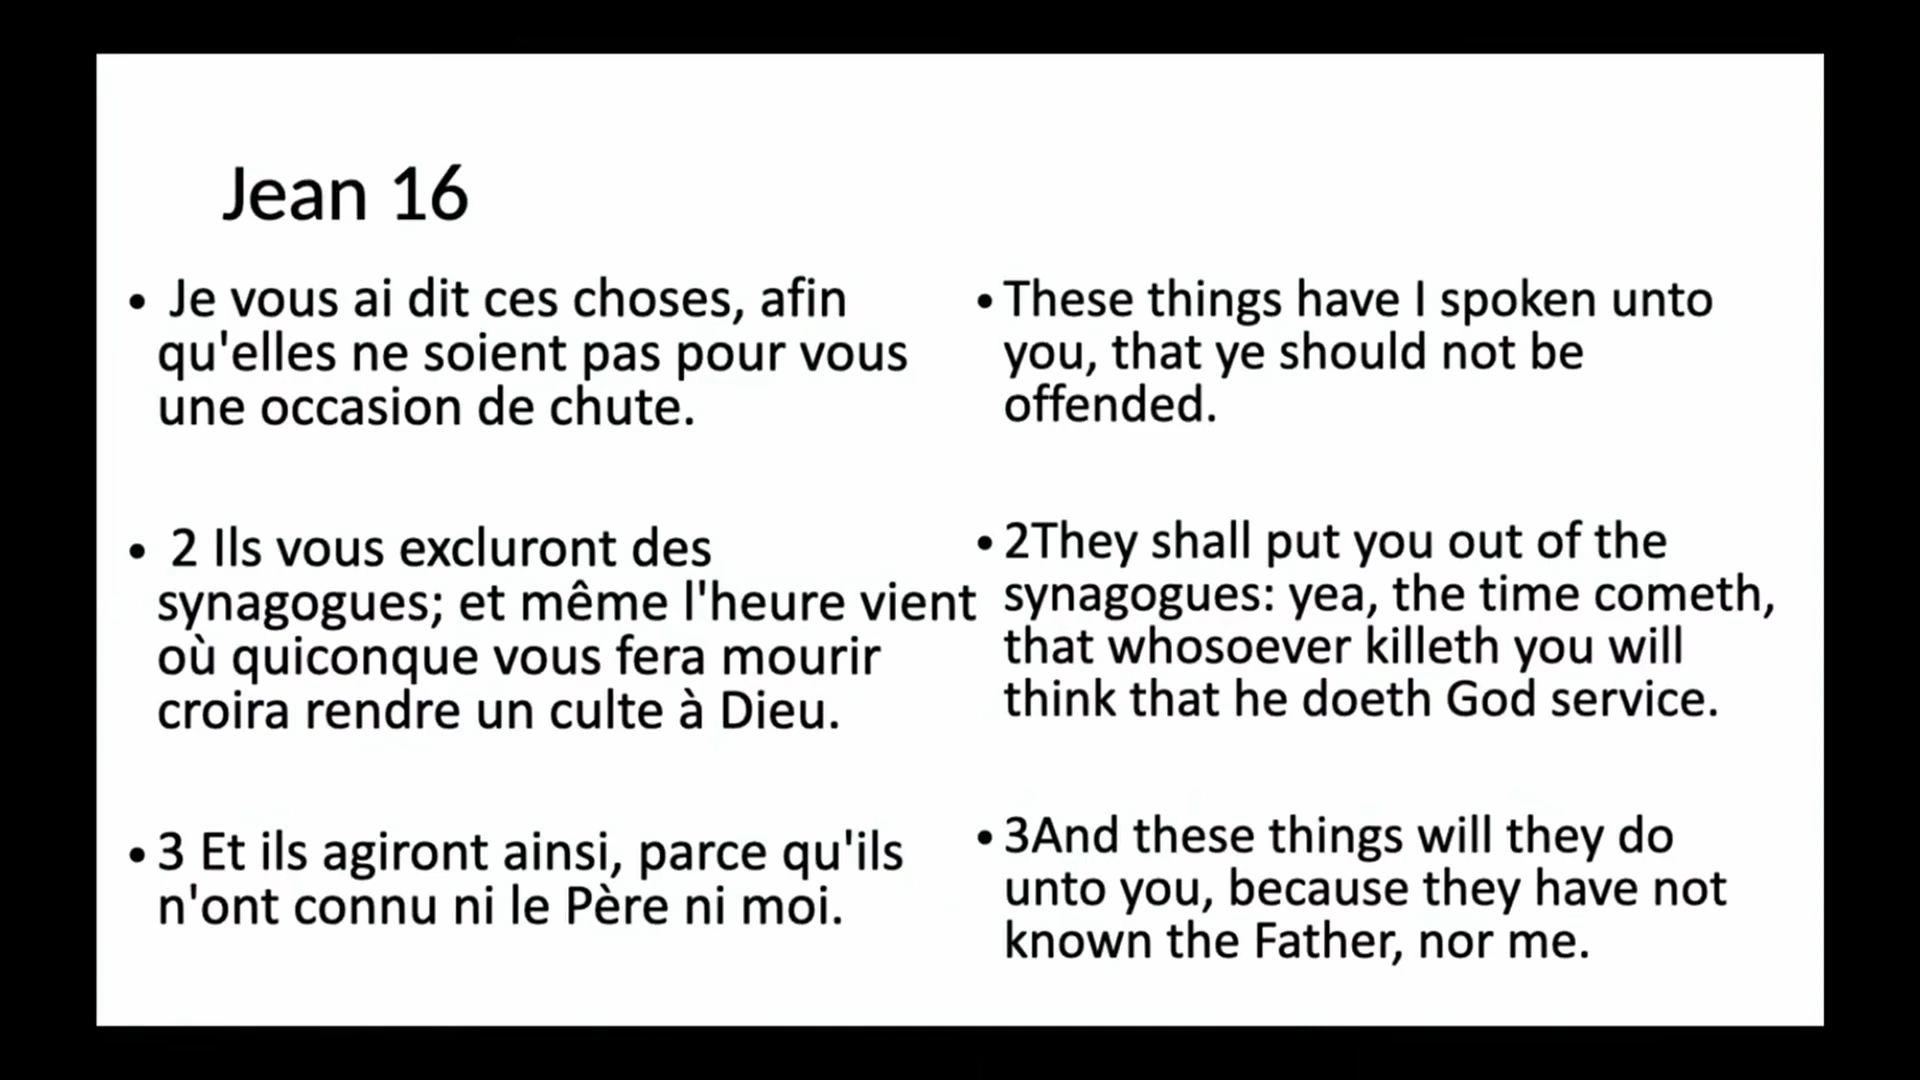 Jean 16
• Je vous ai dit ces choses, afin
qu'elles ne soient pas pour vous
une occasion de chute.
• 2 Ils vous excluront des
synagogues; et même l'heure vient
où quiconque vous fera mourir
croira rendre un culte à Dieu.
• 3 Et ils agiront ainsi, parce qu'ils
n'ont connu ni le Père ni moi.
• These things have I spoken unto
you, that ye should not be
offended.
• 2They shall put you out of the
synagogues: yea, the time cometh,
that whosoever killeth you will
think that he doeth God service.
• 3And these things will they do
unto you, because they have not
known the Father, nor me.